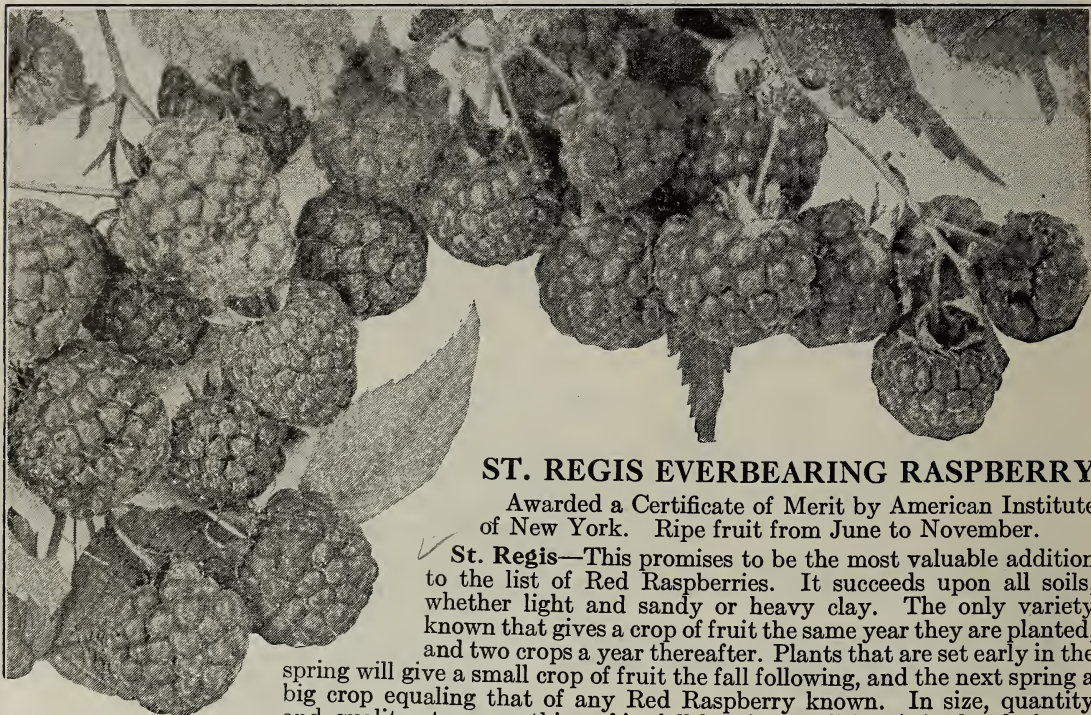 ST. REGIS EVERBEARING RASPBERRY
Awarded a Certificate of Merit by American Institute
of New York. Ripe fruit from June to November.
St. Regis—This promises to be the most valuable addition
to the list of Red Raspberries. It succeeds upon all soils,
whether light and sandy or heavy clay. The only variety
known that gives a crop of fruit the same year they are planted
and two crops a year thereafter. Plants that are set early in the
spring will give a small crop of fruit the fall following, and the next spring a
big crop equaling that of any Red Raspberry known. In size, quantity
and quality